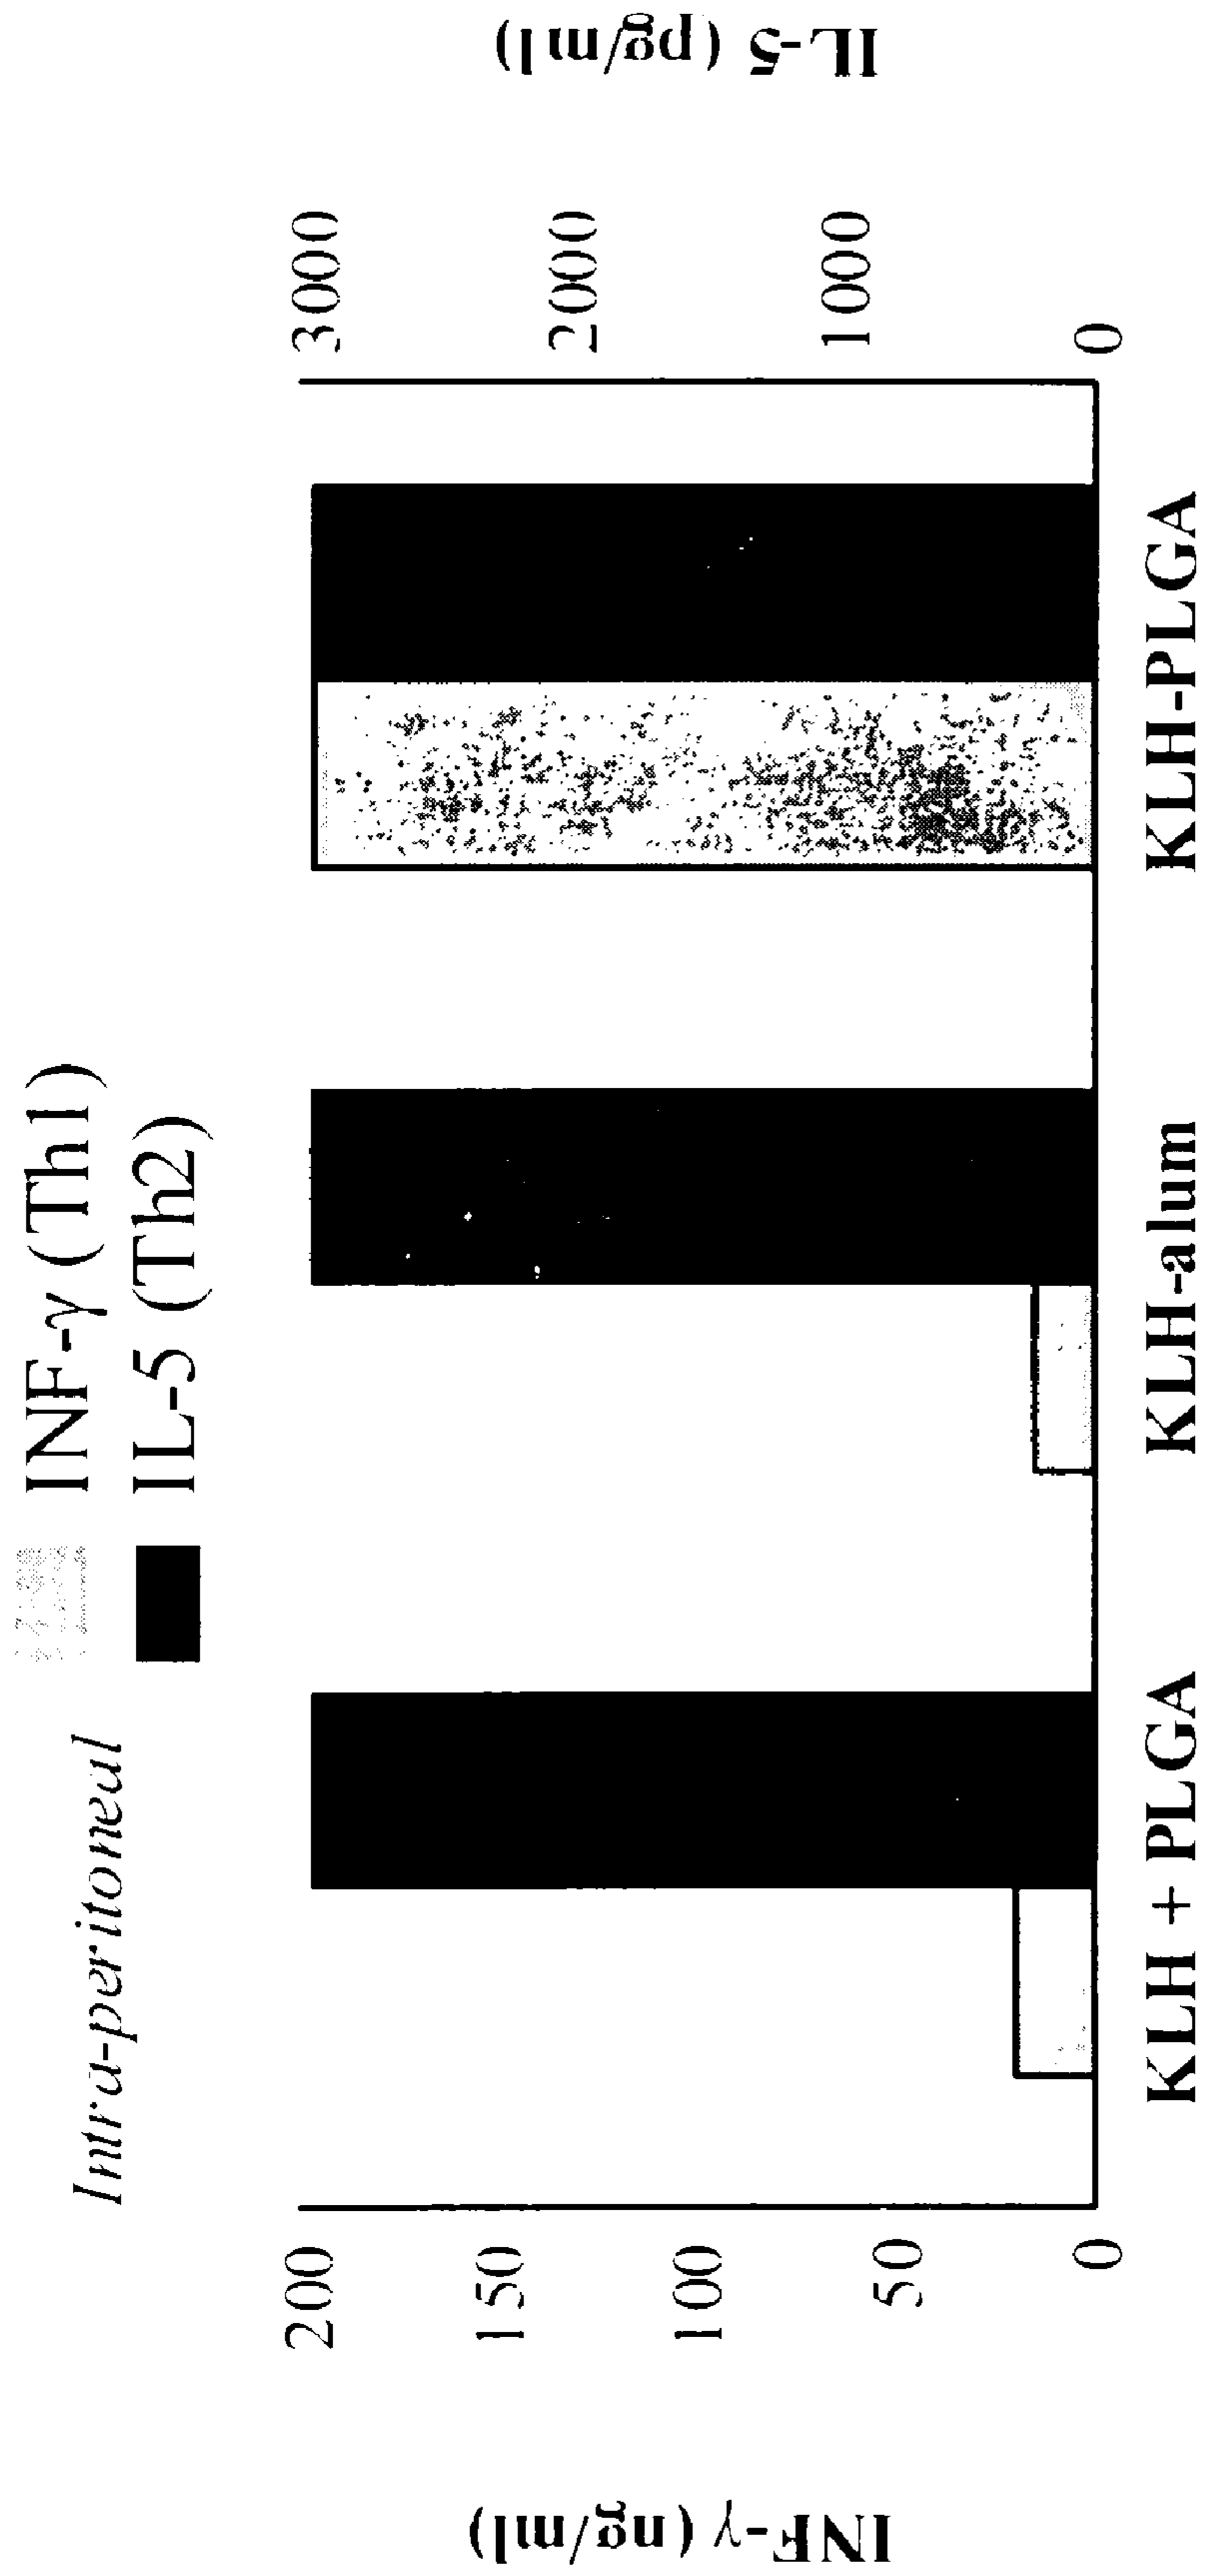 Intra-peritoneal
INF-γ (Th1)
IL-5 (Th2)
INF-γ (ng/ml)
200
150
100
50
0
IL-5 (pg/ml)
3000
2000
1000
0
KLH + PLGA
KLH-alum
KLH-PLGA